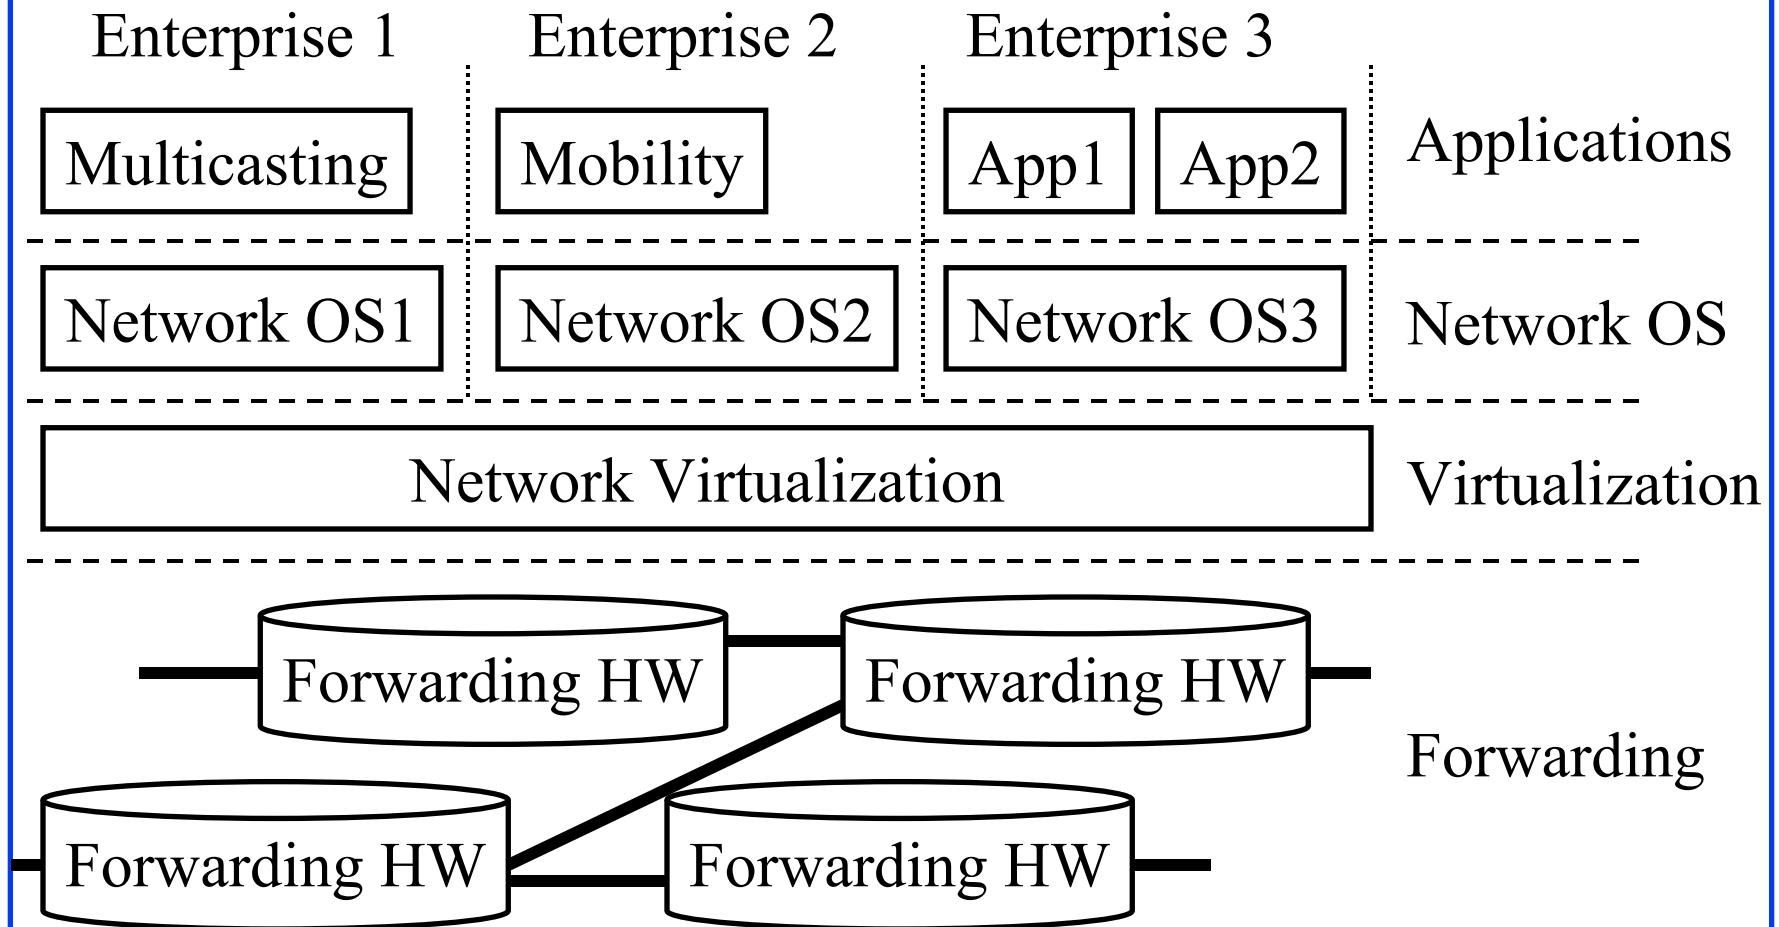 Enterprise 1 Enterprise 2 Enterprise 3
Multicasting Mobility App1 App2 Applications
Network OS1 Network OS2 Network OS3 Network OS
Network Virtualization Virtualization
Forwarding HW Forwarding HW
Forwarding
Forwarding HW Forwarding HW